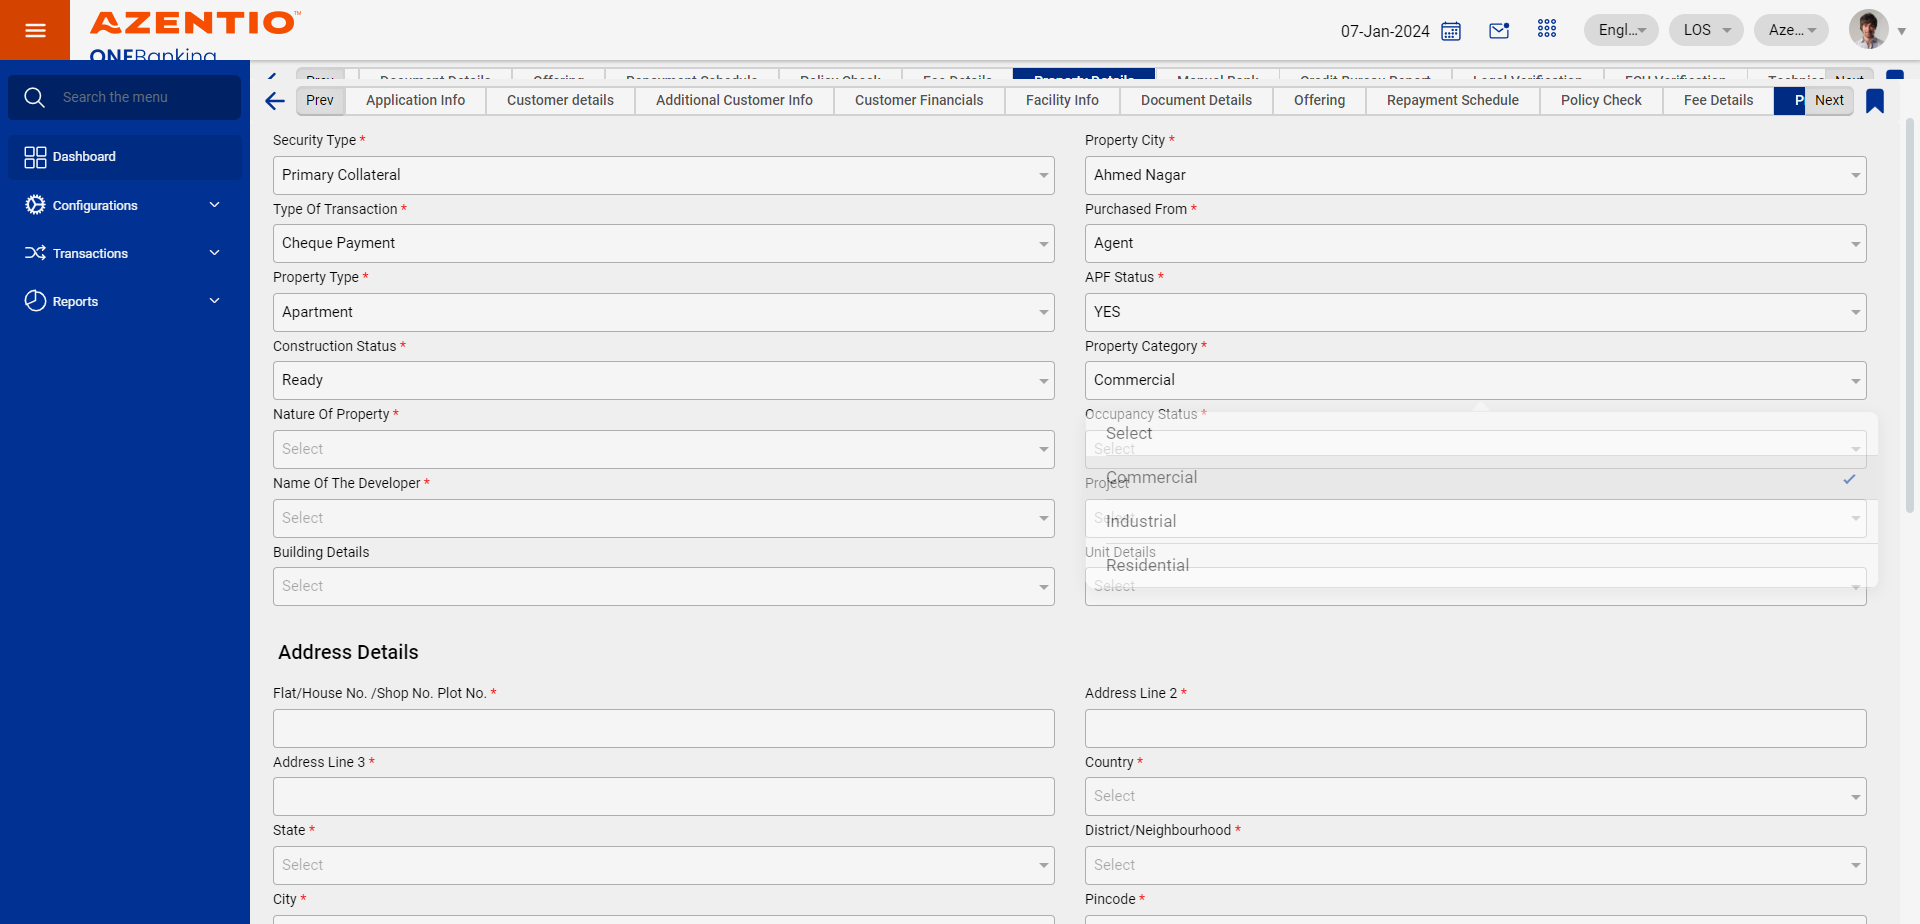 AZENTIO™
ONEBanking
07-Jan-2024
Engl...
LOS
Aze...
Search the menu
Dashboard
Configurations
Transactions
Reports
Prev
Document Details
Offering
Repayment Schedule
Policy Check
Fee Details
Property Details
Manual Bank
Credit Bureau Report
Legal Verification
FCU Verification
Technica
Next
Prev
Application Info
Customer details
Additional Customer Info
Customer Financials
Facility Info
Document Details
Offering
Repayment Schedule
Policy Check
Fee Details
P
Next
Security Type *
Property City *
Primary Collateral
Ahmed Nagar
Type Of Transaction *
Purchased From *
Cheque Payment
Agent
Property Type *
APF Status *
Apartment
YES
Construction Status *
Property Category *
Ready
Commercial
Nature Of Property *
Occupancy Status *
Select
Select
Select
Name Of The Developer *
Project
Commercial
Select
Select
Industrial
Building Details
Unit Details
Residential
Select
Select
Address Details
Flat/House No. /Shop No. Plot No. *
Address Line 2 *
Address Line 3 *
Country *
Select
State *
District/Neighbourhood *
Select
Select
City *
Pincode *